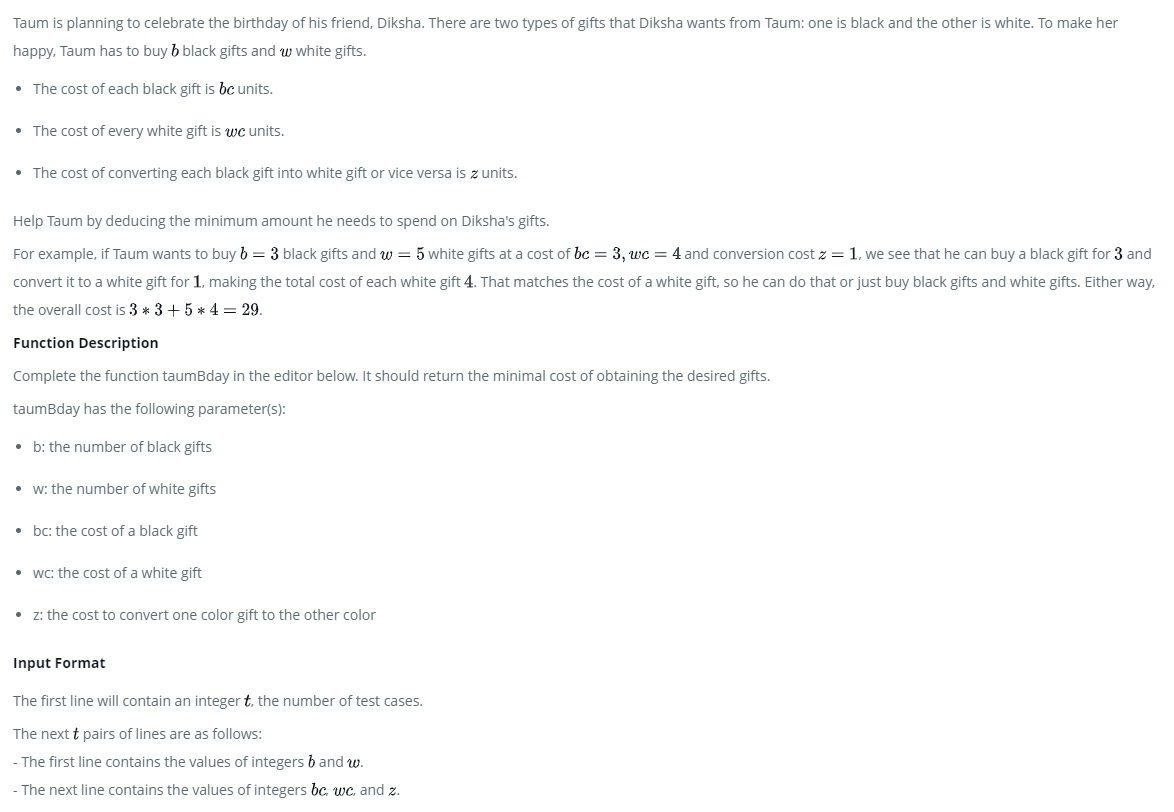 Taum is planning to celebrate the birthday of his friend, Diksha. There are two types of gifts that Diksha wants from Taum: one is black and the other is white. To make her
happy, Taum has to buy b black gifts and w white gifts.
• The cost of each black gift is bc units.
• The cost of every white gift is wc units.
• The cost of converting each black gift into white gift or vice versa is z units.
Help Taum by deducing the minimum amount he needs to spend on Diksha's gifts.
For example, if Taum wants to buy b = 3 black gifts and w = 5 white gifts at a cost of bc = 3, wc = 4 and conversion cost z = 1, we see that he can buy a black gift for 3 and
convert it to a white gift for 1, making the total cost of each white gift 4. That matches the cost of a white gift, so he can do that or just buy black gifts and white gifts. Either way,
the overall cost is 3 * 3 + 5 * 4 = 29.
Function Description
Complete the function taumBday in the editor below. It should return the minimal cost of obtaining the desired gifts.
taumBday has the following parameter(s):
• b: the number of black gifts
• w: the number of white gifts
• bc: the cost of a black gift
• wc: the cost of a white gift
• z: the cost to convert one color gift to the other color
Input Format
The first line will contain an integer t, the number of test cases.
The next t pairs of lines are as follows:
- The first line contains the values of integers b and w.
- The next line contains the values of integers bc, wc, and z.